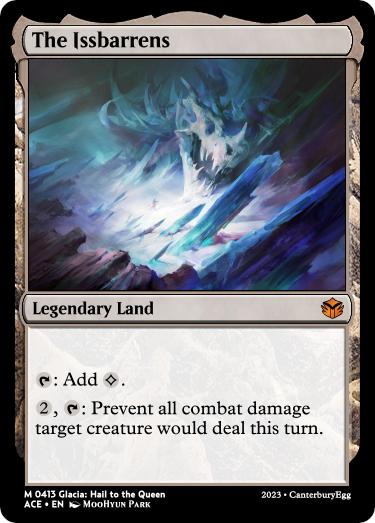 The Issbarrens
Legendary Land
: Add .
2, : Prevent all combat damage
target creature would deal this turn.
M 0413 Glacia: Hail to the Queen
ACE • EN MooHyun Park
2023 • CanterburyEgg